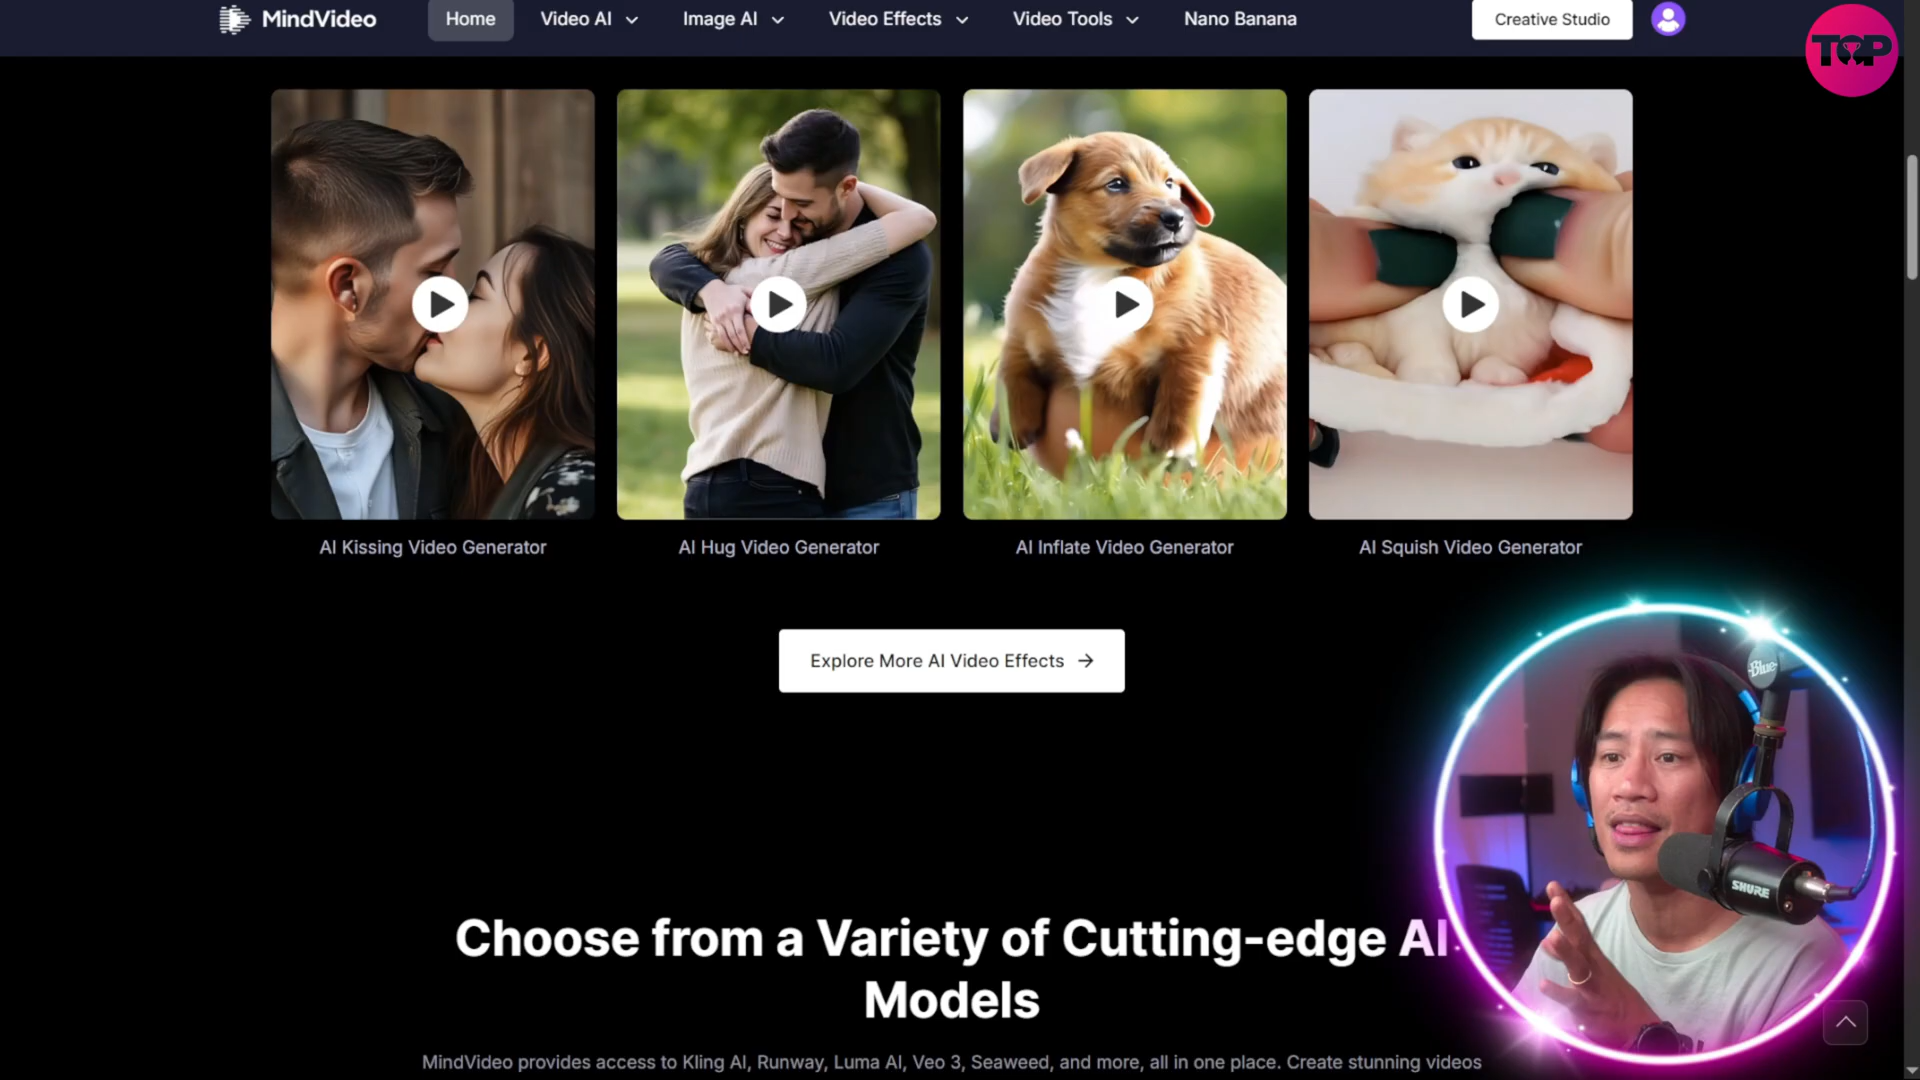 MindVideo
Home
Video AI
Image AI
Video Effects
Video Tools
Nano Banana
Creative Studio
TOP
AI Kissing Video Generator
AI Hug Video Generator
AI Inflate Video Generator
AI Squish Video Generator
Explore More AI Video Effects →
Blue
SHURE
Choose from a Variety of Cutting-edge AI
Models
MindVideo provides access to Kling AI, Runway, Luma AI, Veo 3, Seaweed, and more, all in one place. Create stunning videos